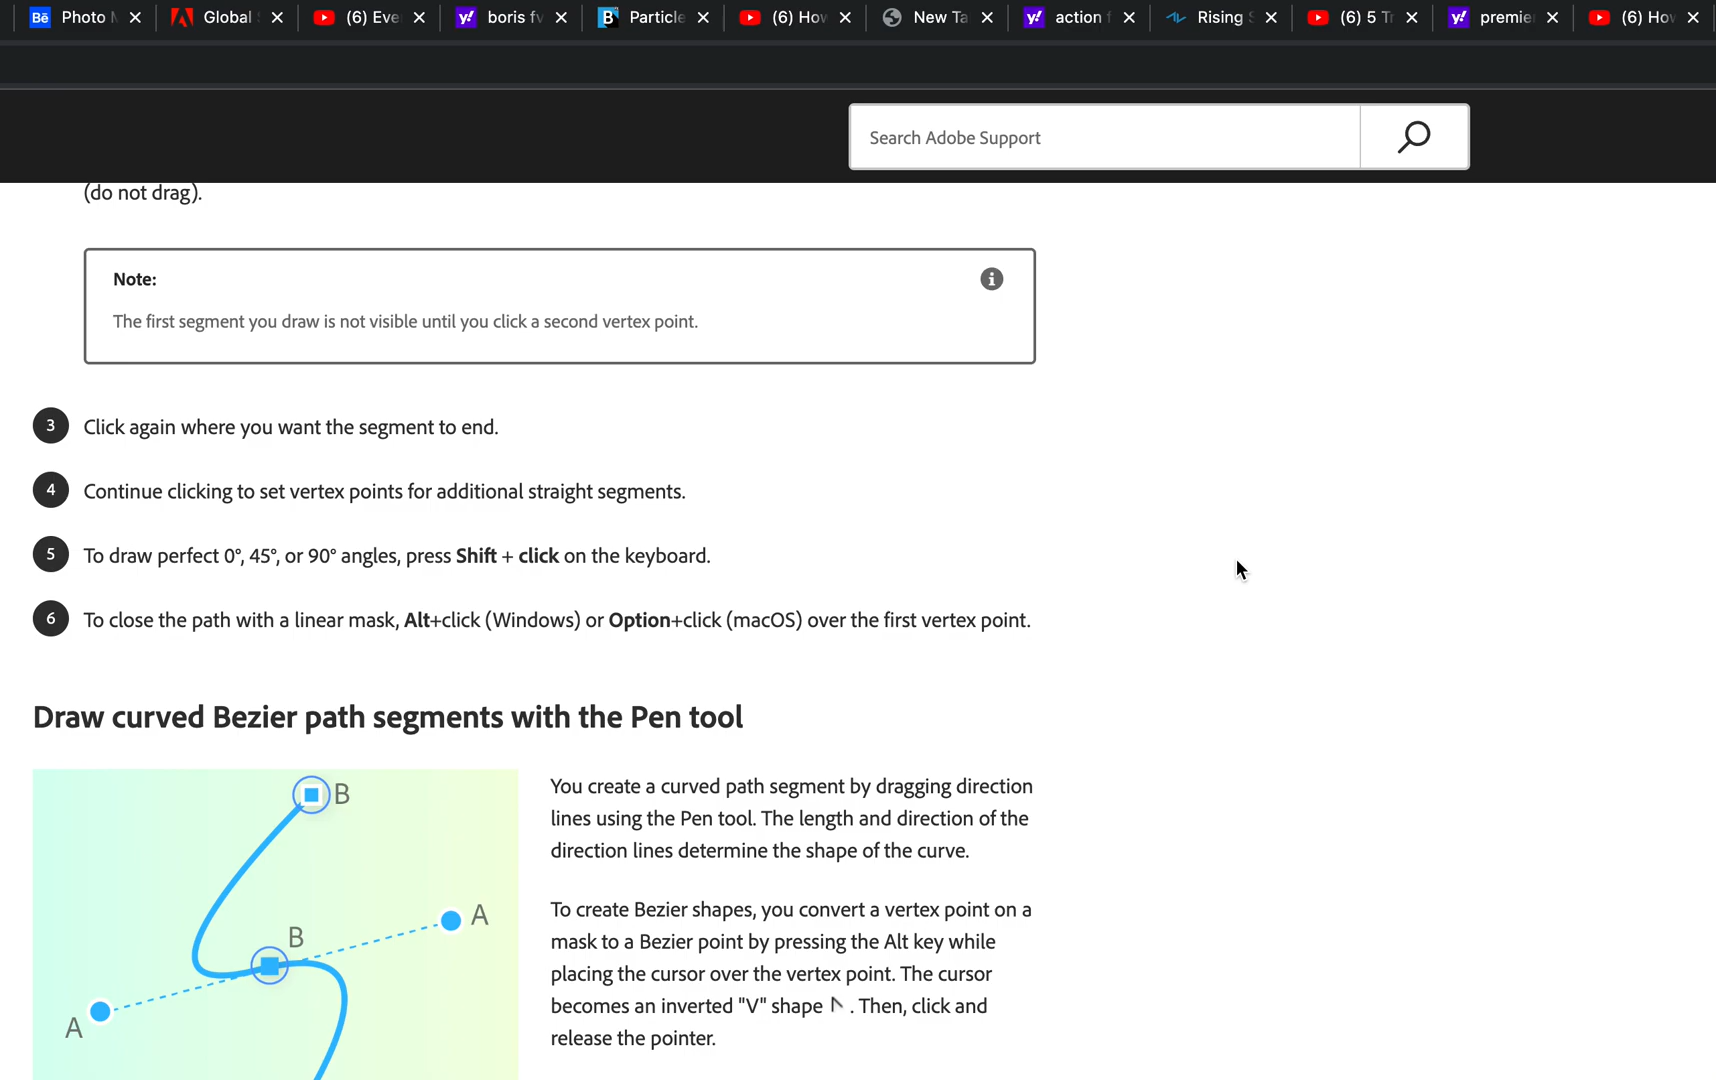 Photo
Global
(6) Eve
boris fv
Particle
(6) How
New Ta
action f
Rising
(6) 5 Tr
premie
(6) How
Search Adobe Support
(do not drag).
Note:
The first segment you draw is not visible until you click a second vertex point.
3 Click again where you want the segment to end.
4 Continue clicking to set vertex points for additional straight segments.
5 To draw perfect 0°, 45°, or 90° angles, press Shift + click on the keyboard.
6 To close the path with a linear mask, Alt+click (Windows) or Option+click (macOS) over the first vertex point.
Draw curved Bezier path segments with the Pen tool
B
A
B
A
You create a curved path segment by dragging direction
lines using the Pen tool. The length and direction of the
direction lines determine the shape of the curve.
To create Bezier shapes, you convert a vertex point on a
mask to a Bezier point by pressing the Alt key while
placing the cursor over the vertex point. The cursor
becomes an inverted "V" shape . Then, click and
release the pointer.